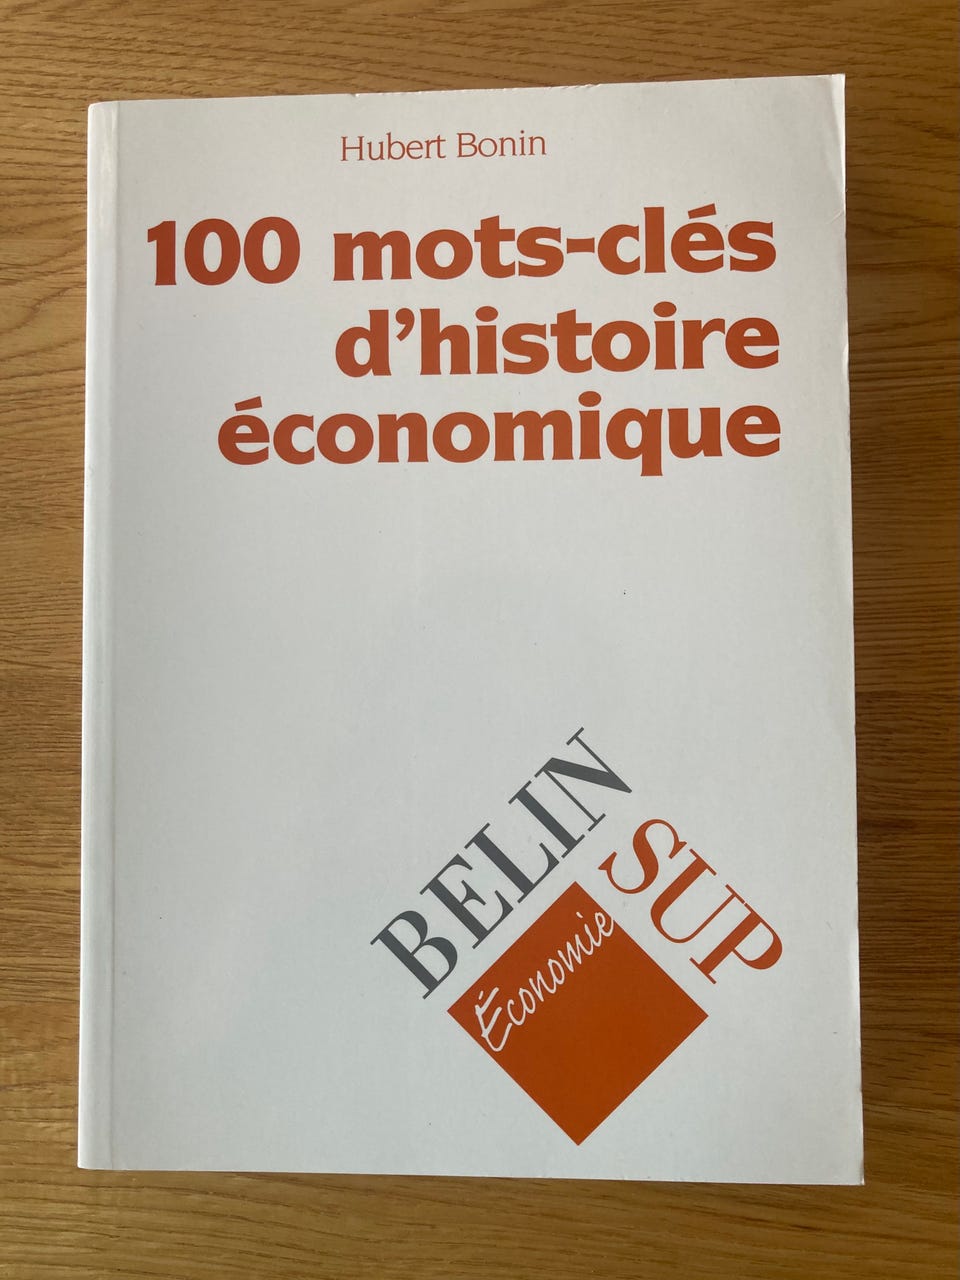 Hubert Bonin
100 mots-clés
d’histoire
économique
BELIN
SUP
Économie